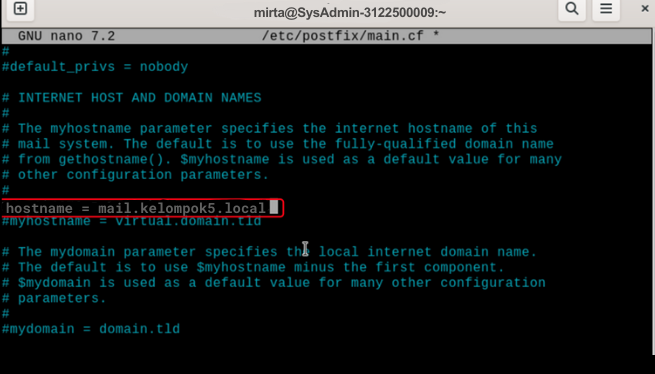 mirta@SysAdmin-3122500009:~
GNU nano 7.2 /etc/postfix/main.cf *
#
#default_privs = nobody
# INTERNET HOST AND DOMAIN NAMES
#
# The myhostname parameter specifies the internet hostname of this
# mail system. The default is to use the fully-qualified domain name
# from gethostname(). $myhostname is used as a default value for many
# other configuration parameters.
#
hostname = mail.kelompok5.local
#myhostname = virtual.domain.tld
# The mydomain parameter specifies the local internet domain name.
# The default is to use $myhostname minus the first component.
# $mydomain is used as a default value for many other configuration
# parameters.
#
#mydomain = domain.tld